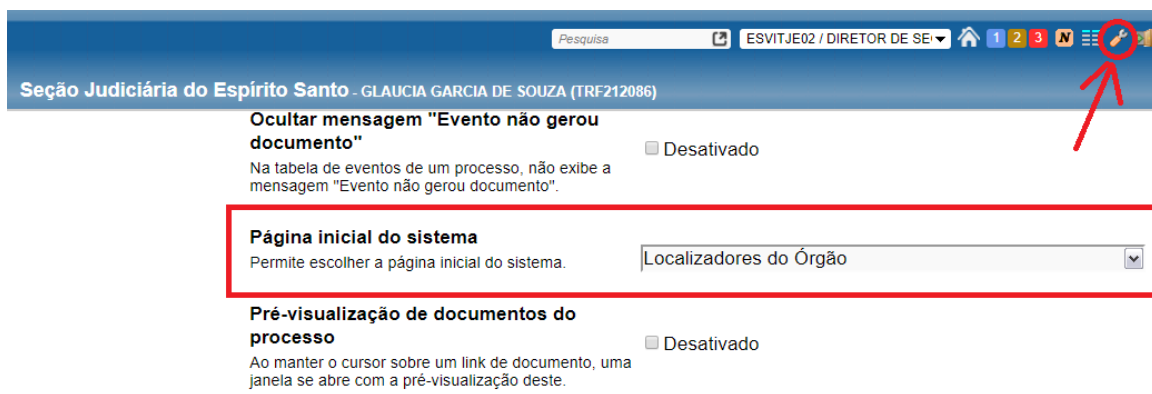 Pesquisa
ESVITJE02 / DIRETOR DE SE
1 2 3 N
Seção Judiciária do Espírito Santo - GLAUCIA GARCIA DE SOUZA (TRF212086)
Ocultar mensagem "Evento não gerou
documento"
Desativado
Na tabela de eventos de um processo, não exibe a
mensagem "Evento não gerou documento".
Página inicial do sistema
Localizadores do Órgão
Permite escolher a página inicial do sistema.
Pré-visualização de documentos do
processo
Desativado
Ao manter o cursor sobre um link de documento, uma
janela se abre com a pré-visualização deste.